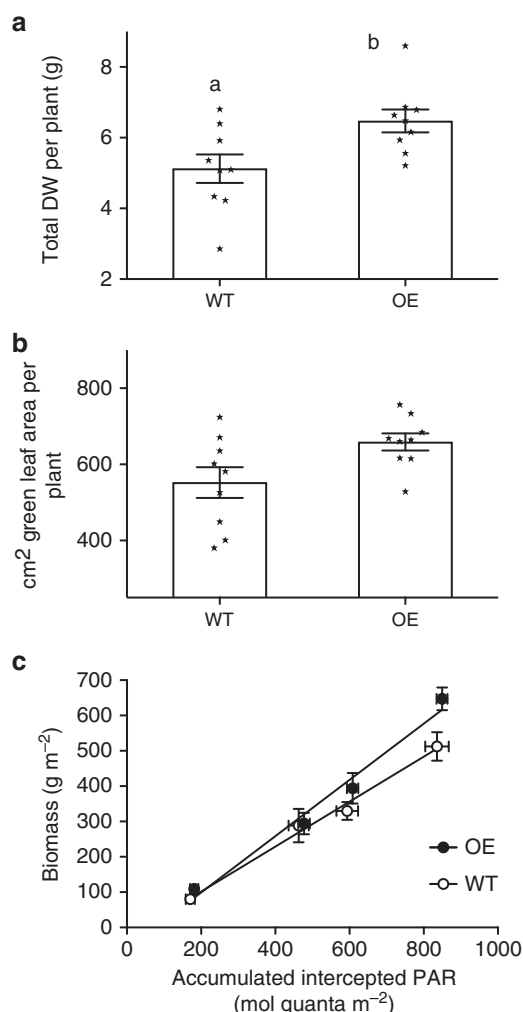 a
Total DW per plant (g)
8
6
4
2
a
b
WT
OE
b
cm2 green leaf area per
plant
800
600
400
WT
OE
c
Biomass (g m−2)
700
600
500
400
300
200
100
0
OE
WT
0 200 400 600 800 1000
Accumulated intercepted PAR
(mol quanta m−2)